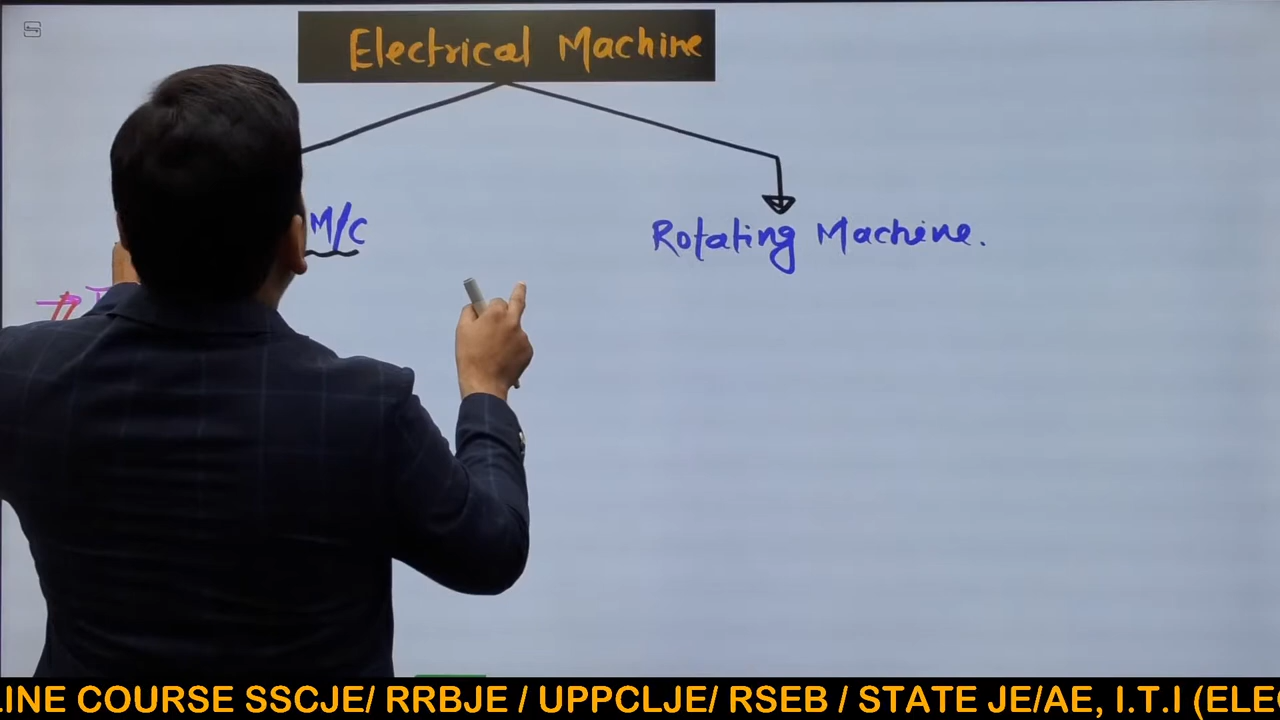 Electrical Machine
M/C
Rotating Machine.
LINE COURSE SSCJE/ RRBJE / UPPCLJE/ RSEB / STATE JE/AE, I.T.I (ELEC